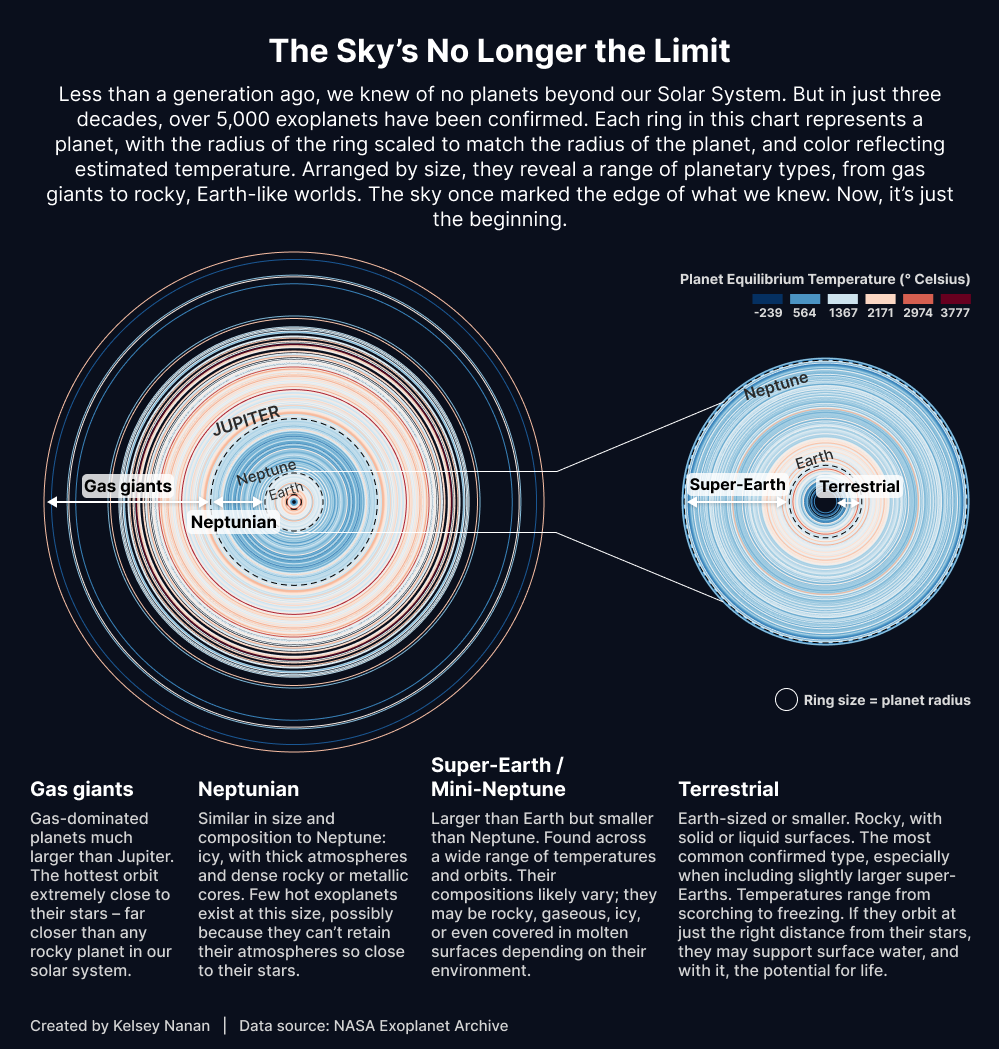 The Sky’s No Longer the Limit
Less than a generation ago, we knew of no planets beyond our Solar System. But in just three
decades, over 5,000 exoplanets have been confirmed. Each ring in this chart represents a
planet, with the radius of the ring scaled to match the radius of the planet, and color reflecting
estimated temperature. Arranged by size, they reveal a range of planetary types, from gas
giants to rocky, Earth-like worlds. The sky once marked the edge of what we knew. Now, it’s just
the beginning.
Planet Equilibrium Temperature (° Celsius)
-239 564 1367 2171 2974 3777
JUPITER
Neptune
Earth
Gas giants
Neptunian
Neptune
Earth
Super-Earth
Terrestrial
Ring size = planet radius
Gas giants
Gas-dominated
planets much
larger than Jupiter.
The hottest orbit
extremely close to
their stars – far
closer than any
rocky planet in our
solar system.
Neptunian
Similar in size and
composition to Neptune:
icy, with thick atmospheres
and dense rocky or metallic
cores. Few hot exoplanets
exist at this size, possibly
because they can’t retain
their atmospheres so close
to their stars.
Super-Earth /
Mini-Neptune
Larger than Earth but smaller
than Neptune. Found across
a wide range of temperatures
and orbits. Their
compositions likely vary; they
may be rocky, gaseous, icy,
or even covered in molten
surfaces depending on their
environment.
Terrestrial
Earth-sized or smaller. Rocky, with
solid or liquid surfaces. The most
common confirmed type, especially
when including slightly larger super-
Earths. Temperatures range from
scorching to freezing. If they orbit at
just the right distance from their stars,
they may support surface water, and
with it, the potential for life.
Created by Kelsey Nanan | Data source: NASA Exoplanet Archive